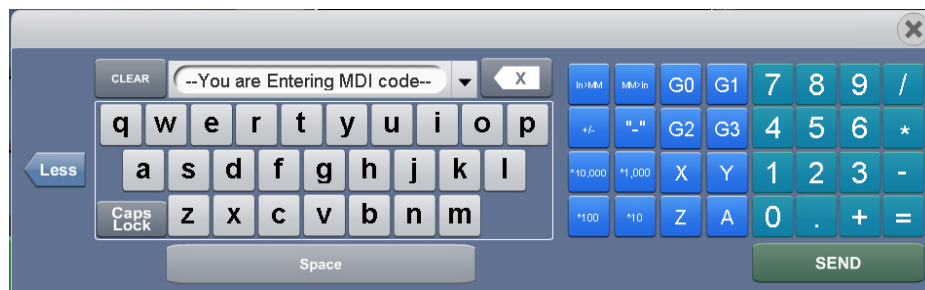 CLEAR --You are Entering MDI code-- X In>MM MM>In G0 G1 7 8 9 /
q w e r t y u i o p +/- "-" G2 G3 4 5 6 *
Less a s d f g h j k l *10,000 *1,000 X Y 1 2 3 -
Caps Lock z x c v b n m *100 *10 Z A 0 . + =
Space SEND